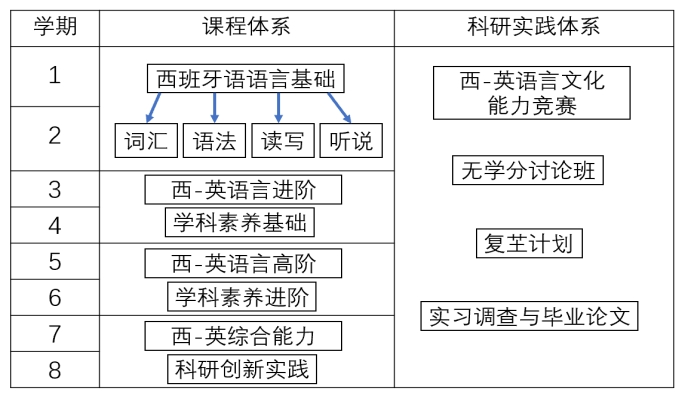 学期 课程体系 科研实践体系
1
西班牙语语言基础
2
词汇 语法 读写 听说
3
西-英语言进阶
4
学科素养基础
5
西-英语言高阶
6
学科素养进阶
7
西-英综合能力
8
科研创新实践
西-英语言文化
能力竞赛
无学分讨论班
复芏计划
实习调查与毕业论文